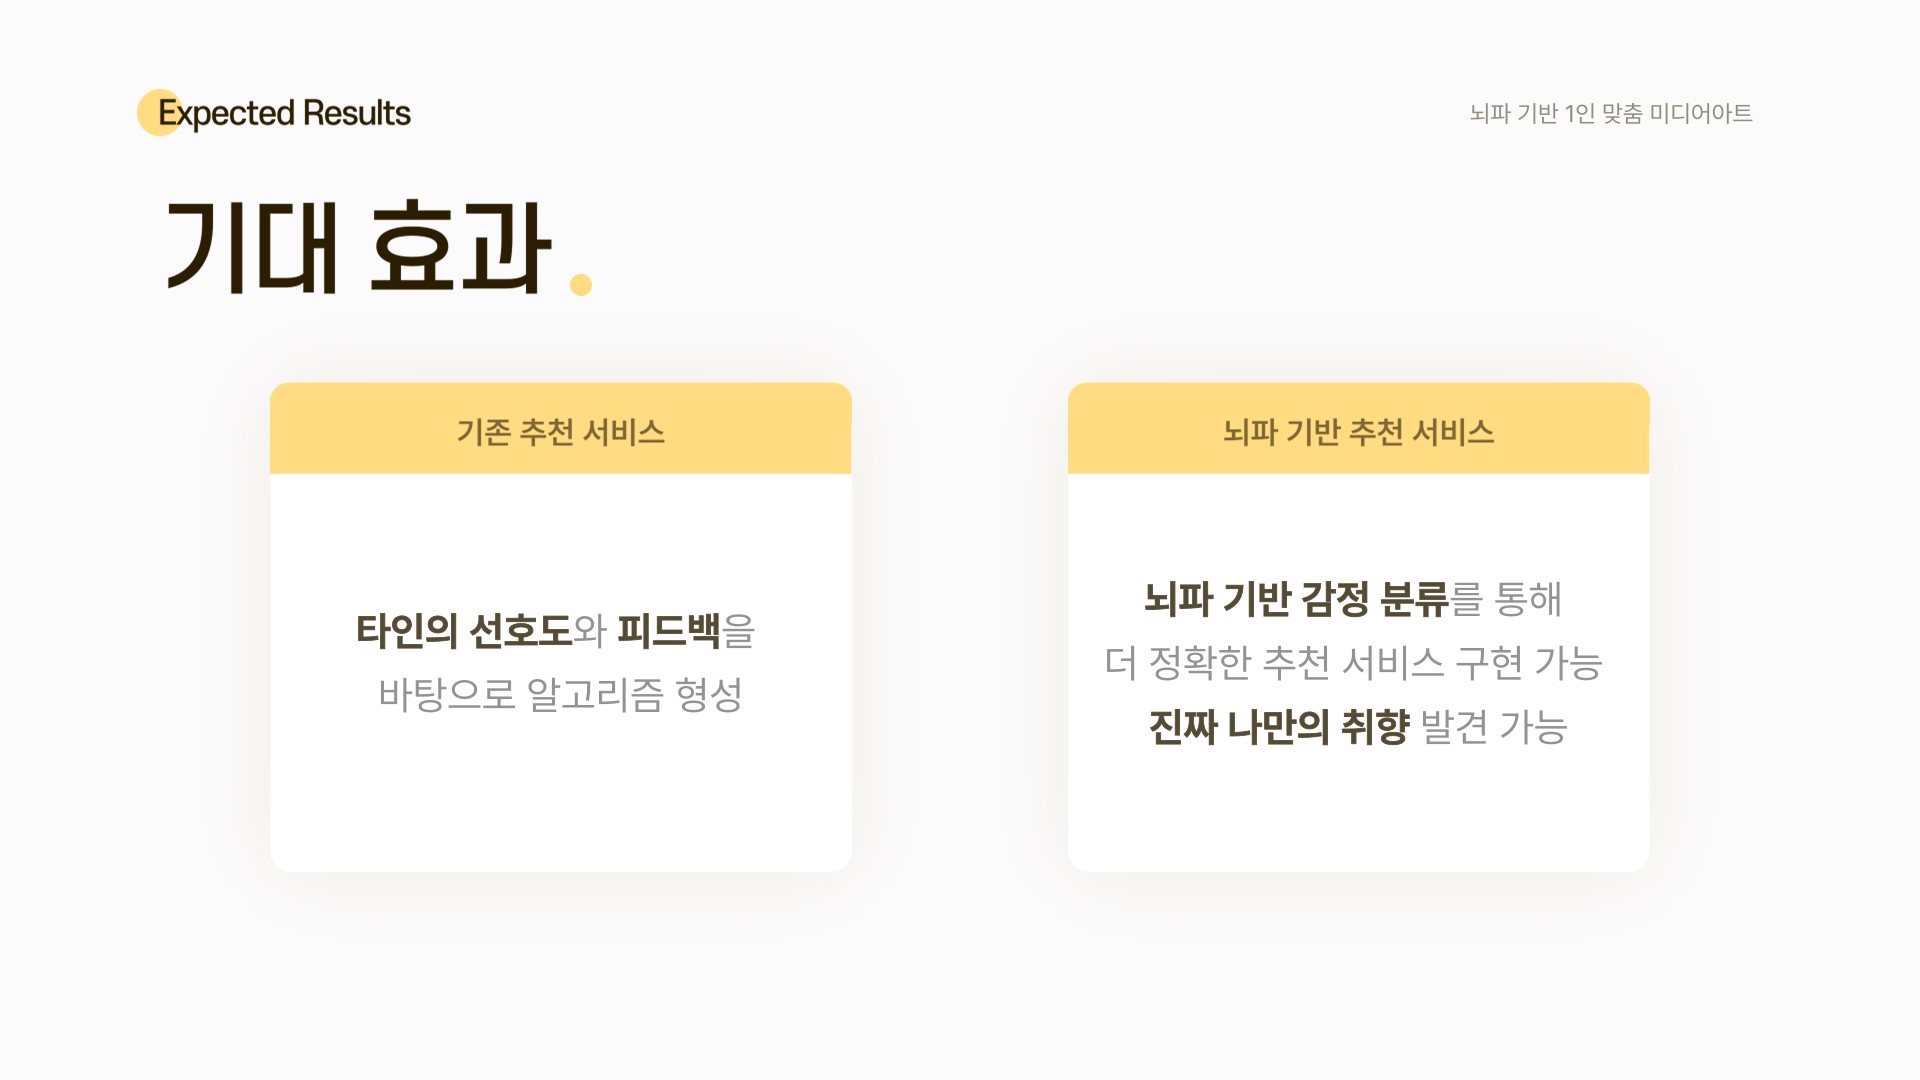 Expected Results
뇌파 기반 1인 맞춤 미디어아트
기대 효과.
기존 추천 서비스
타인의 선호도와 피드백을
바탕으로 알고리즘 형성
뇌파 기반 추천 서비스
뇌파 기반 감정 분류를 통해
더 정확한 추천 서비스 구현 가능
진짜 나만의 취향 발견 가능